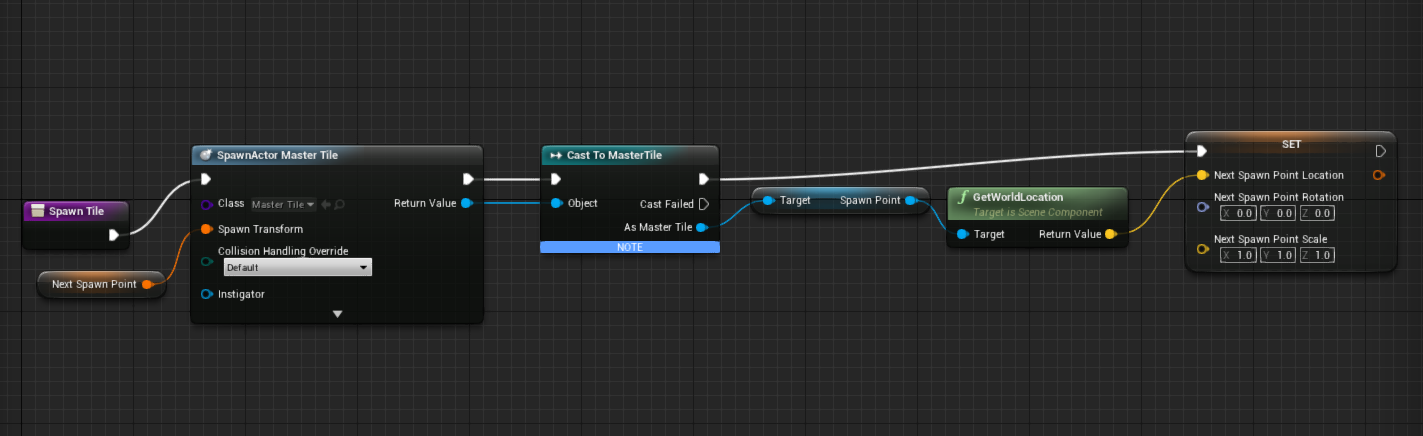 Spawn Tile
Next Spawn Point
SpawnActor Master Tile
Class Master Tile
Return Value
Spawn Transform
Collision Handling Override
Default
Instigator
Cast To MasterTile
Object
Cast Failed
As Master Tile
NOTE
Target
Spawn Point
f GetWorldLocation
Target is Scene Component
Target
Return Value
SET
Next Spawn Point Location
Next Spawn Point Rotation
X 0.0 Y 0.0 Z 0.0
Next Spawn Point Scale
X 1.0 Y 1.0 Z 1.0